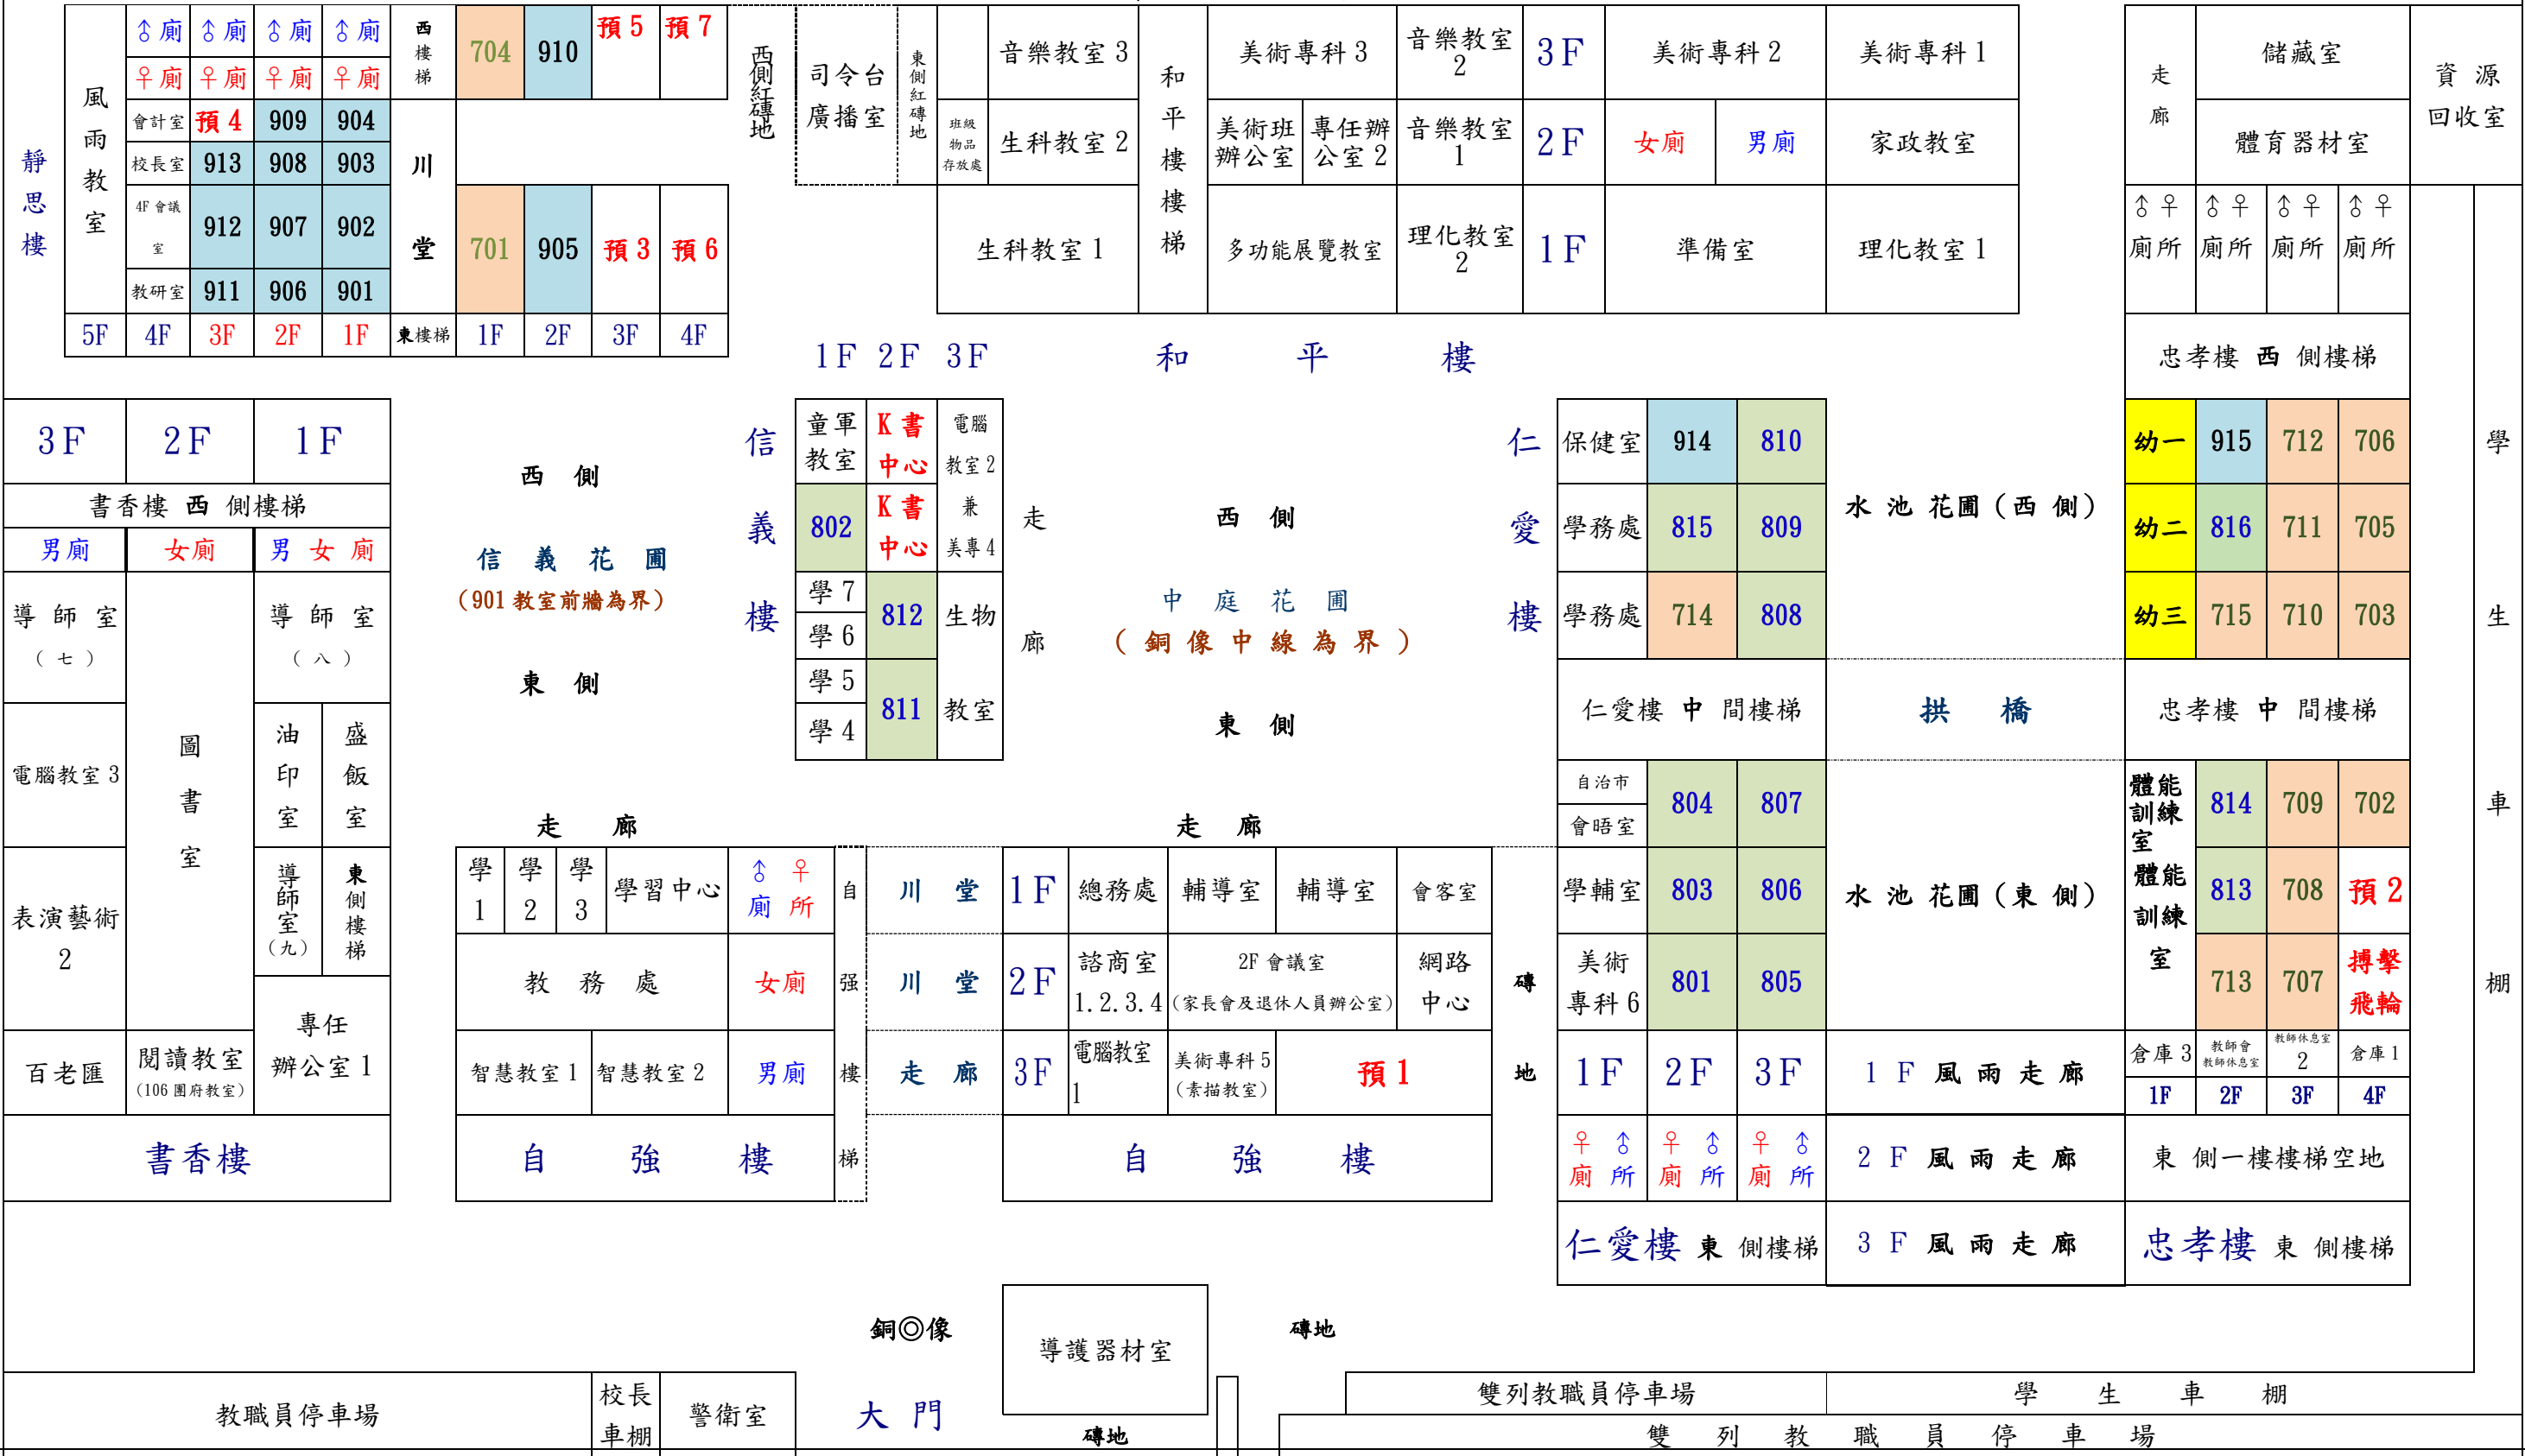 靜思樓
風雨教室
♂廁 ♂廁 ♂廁 ♂廁
♀廁 ♀廁 ♀廁 ♀廁
會計室 預4 909 904
校長室 913 908 903
4F會議室 912 907 902
教研室 911 906 901
5F 4F 3F 2F 1F 東樓梯 1F 2F 3F 4F
西樓梯
川堂
704 910 預5 預7
701 905 預3 預6
西側紅磚地
司令台
廣播室
東側紅磚地
音樂教室3
班級物品存放處
生科教室2
生科教室1
和平樓樓梯
美術專科3 音樂教室2 3F 美術專科2 美術專科1
美術班辦公室 專任辦公室2 音樂教室1 2F 女廁 男廁 家政教室
多功能展覽教室 理化教室2 1F 準備室 理化教室1
和平樓
走廊
儲藏室
體育器材室
資源
回收室
♂♀廁所 ♂♀廁所 ♂♀廁所 ♂♀廁所
忠孝樓 西 側樓梯
幼一 915 712 706
幼二 816 711 705
幼三 715 710 703
忠孝樓 中 間樓梯
體能訓練室 814 709 702
體能訓練室 813 708 預2
713 707 搏擊飛輪
倉庫3 教師會教師休息室 教師休息室2 倉庫1
1F 2F 3F 4F
東側一樓樓梯空地
忠孝樓 東 側樓梯
學生車棚
3F 2F 1F
書香樓 西 側樓梯
男廁 女廁 男女廁
導師室
(七)
導師室
(八)
電腦教室3
圖書室
油印室
盛飯室
表演藝術2
導師室(九)
東側樓梯
百老匯
閱讀教室
(106團府教室)
專任
辦公室1
書香樓
西側
信義花圃
(901教室前牆為界)
東側
走廊
信義樓
1F 2F 3F
童軍教室 K書中心 電腦教室2兼美專4
802 K書中心
學7
學6
812
生物教室
學5
學4
811
走廊
西側
中庭花圃
(銅像中線為界)
東側
走廊
仁愛樓
保健室 914 810
學務處 815 809
學務處 714 808
仁愛樓 中 間樓梯
自治市
會晤室
804 807
學輔室 803 806
美術專科6 801 805
1F 2F 3F
♀♂廁所 ♀♂廁所 ♀♂廁所
仁愛樓 東 側樓梯
水池花圃(西側)
拱橋
水池花圃(東側)
1F風雨走廊
2F風雨走廊
3F風雨走廊
學1 學2 學3 學習中心 ♂♀廁所
教務處 女廁
智慧教室1 智慧教室2 男廁
自強樓
自强樓梯
川堂
川堂
走廊
1F 總務處 輔導室 輔導室 會客室
2F 諮商室1.2.3.4 2F會議室(家長會及退休人員辦公室) 網路中心
3F 電腦教室1 美術專科5(素描教室) 預1
自強樓
磚地
銅◎像
導護器材室
磚地
教職員停車場
校長車棚
警衛室
大門
磚地
雙列教職員停車場
學生車棚
雙列教職員停車場